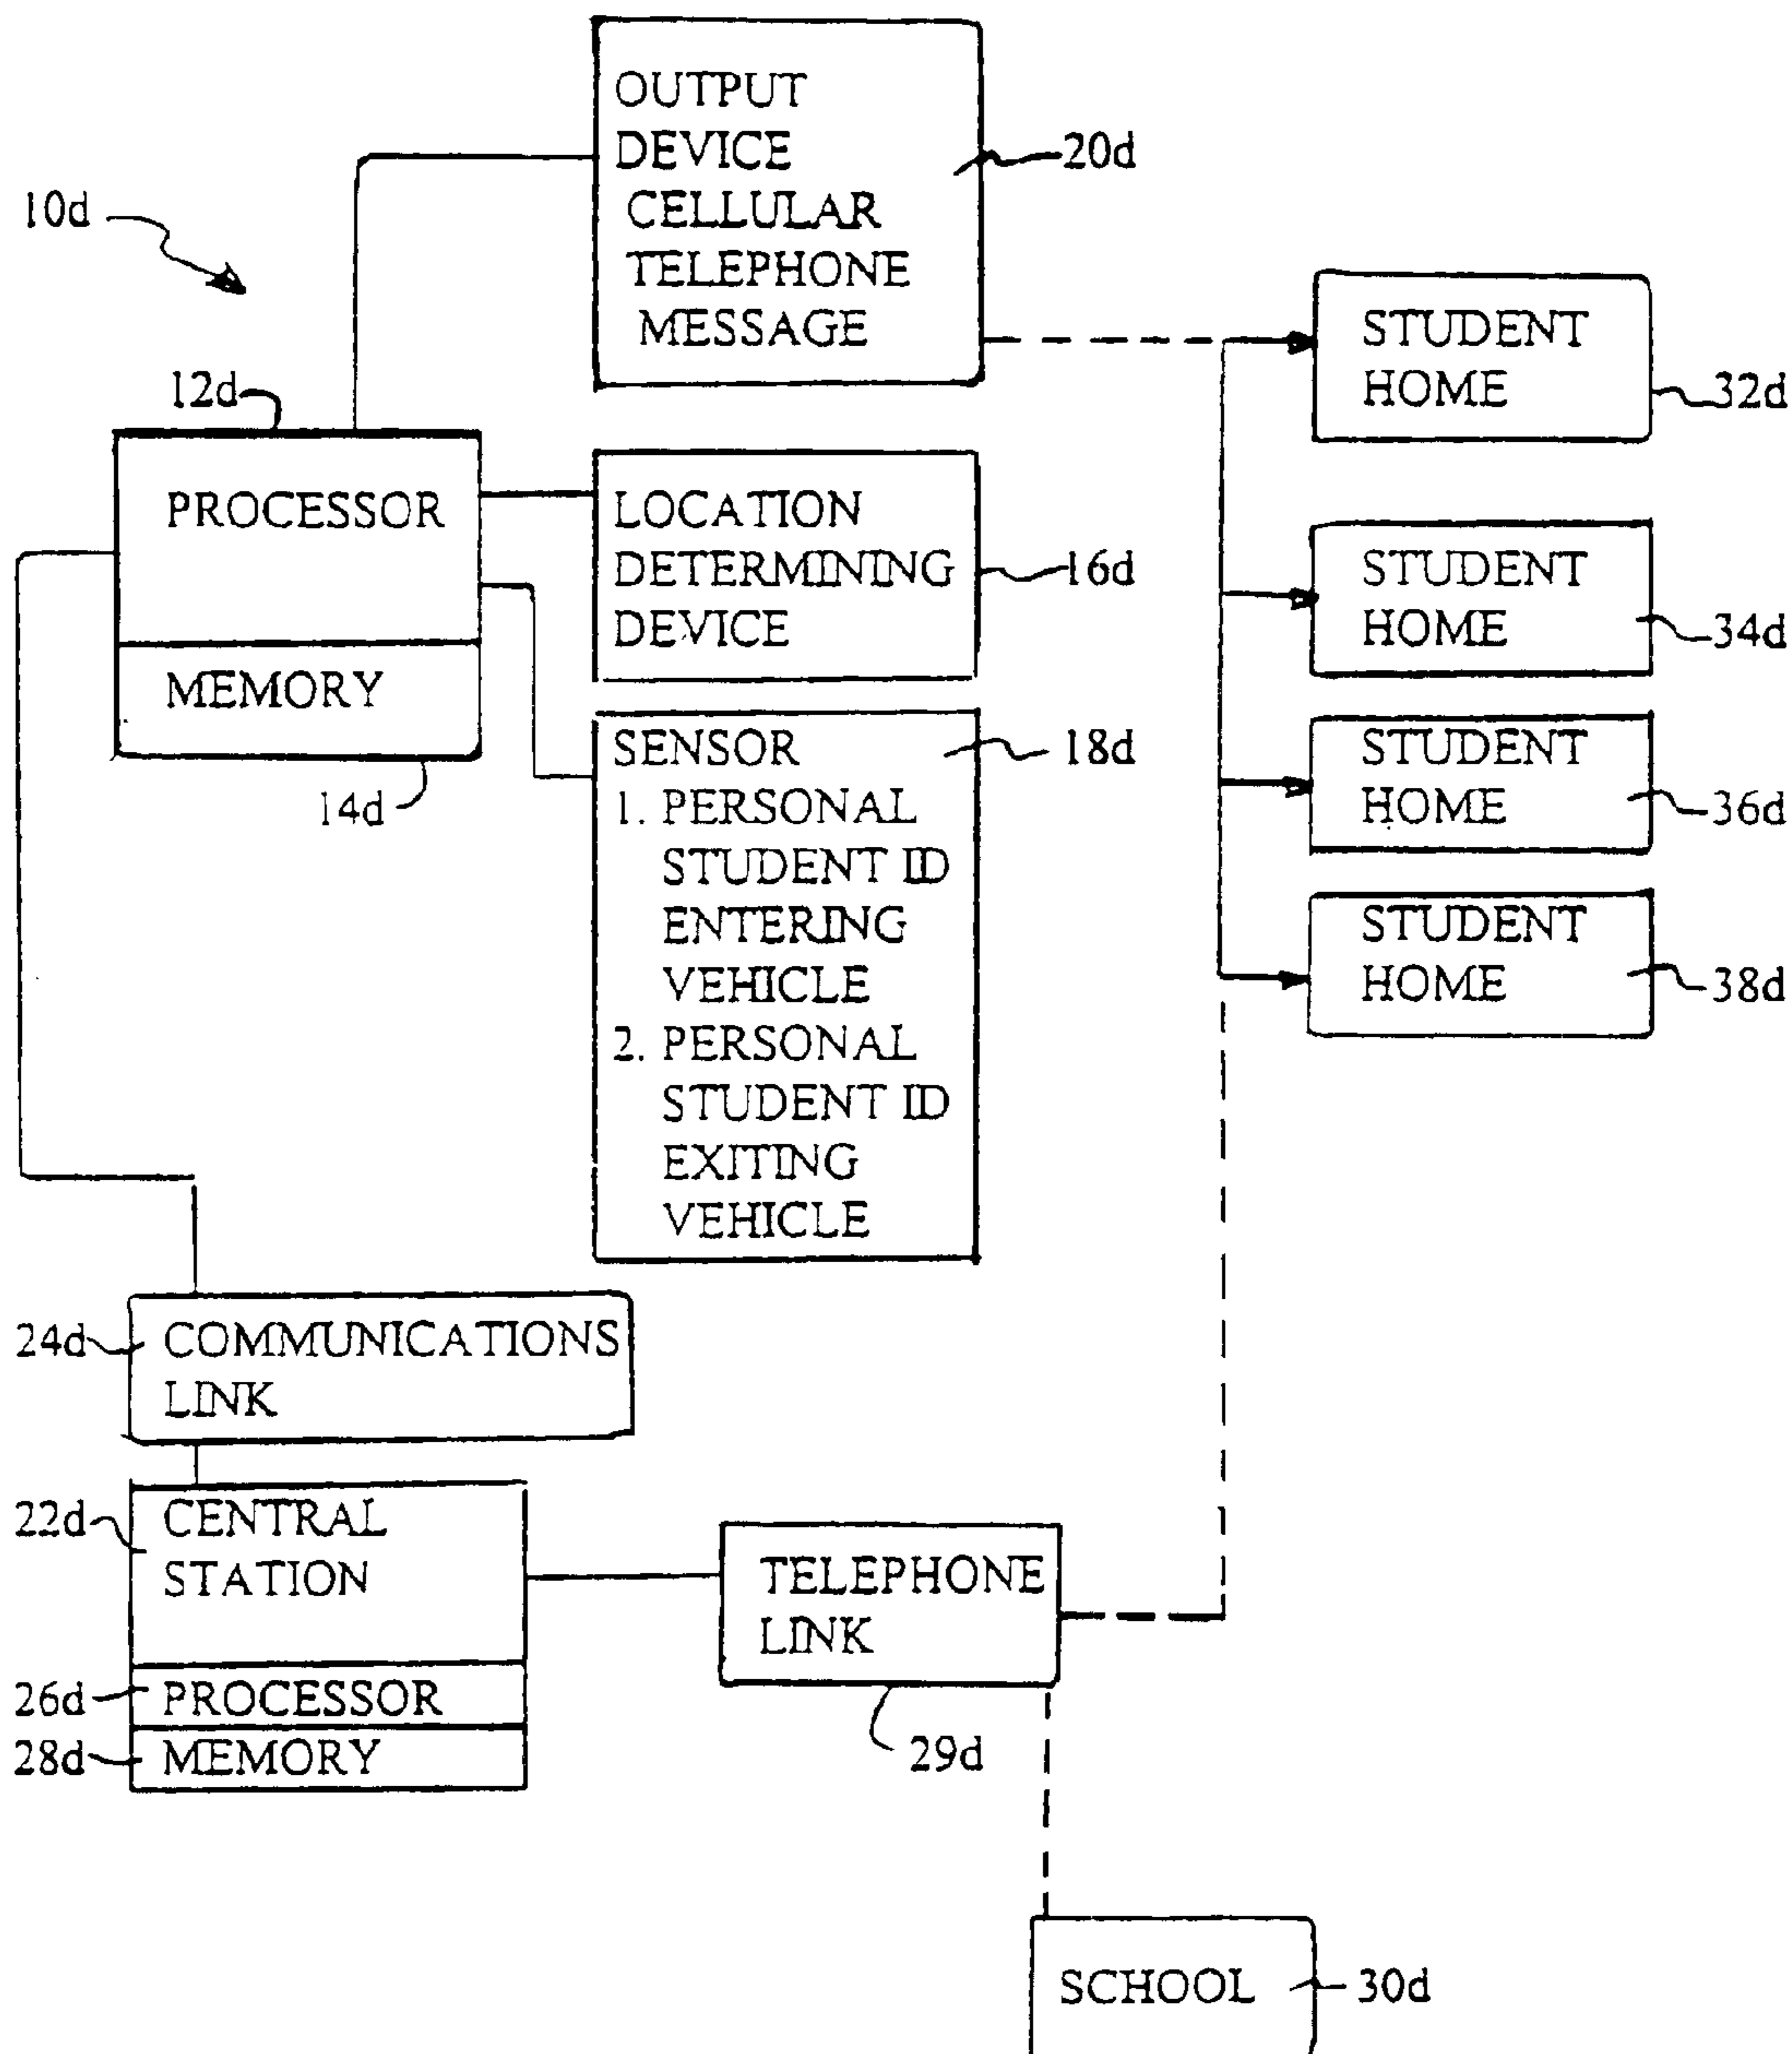 OUTPUT
DEVICE
CELLULAR
TELEPHONE
MESSAGE
20d
10d
STUDENT
HOME
32d
12d
PROCESSOR
MEMORY
14d
LOCATION
DETERMINING
DEVICE
16d
STUDENT
HOME
34d
SENSOR
1. PERSONAL
STUDENT ID
ENTERING
VEHICLE
2. PERSONAL
STUDENT ID
EXITING
VEHICLE
18d
STUDENT
HOME
36d
STUDENT
HOME
38d
24d
COMMUNICATIONS
LINK
22d
CENTRAL
STATION
26d
PROCESSOR
28d
MEMORY
TELEPHONE
LINK
29d
SCHOOL
30d